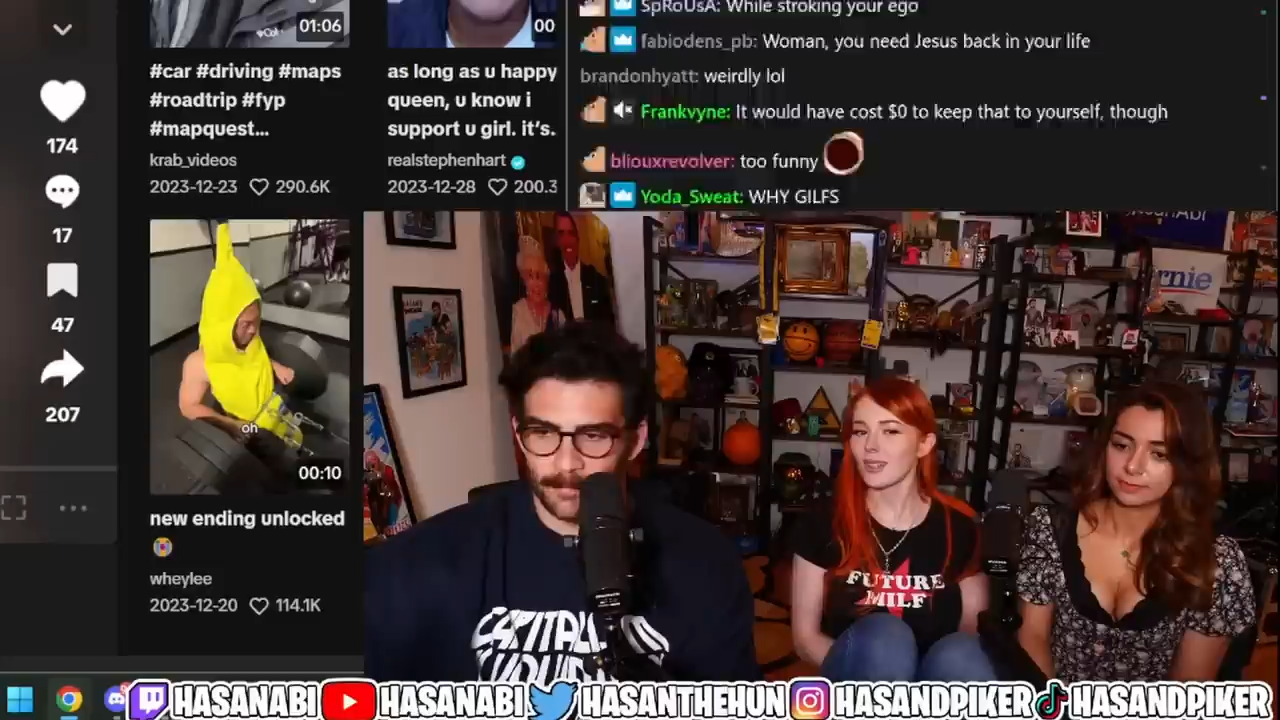 01:06
00
#car #driving #maps
#roadtrip #fyp
#mapquest...
krab_videos
2023-12-23 290.6K
as long as u happy
queen, u know i
support u girl. it's.
realstephenhart
2023-12-28 200.3
174
17
47
207
oh
00:10
new ending unlocked
wheylee
2023-12-20 114.1K
SpRoUsA: While stroking your ego
fabiodens_pb: Woman, you need Jesus back in your life
brandonhyatt: weirdly lol
Frankvyne: It would have cost $0 to keep that to yourself, though
bliouxrevolver: too funny
Yoda_Sweat: WHY GILFS
rnie
FUTURE
MILF
HASANABI HASANABI HASANTHEHUN HASANDPIKER HASANDPIKER